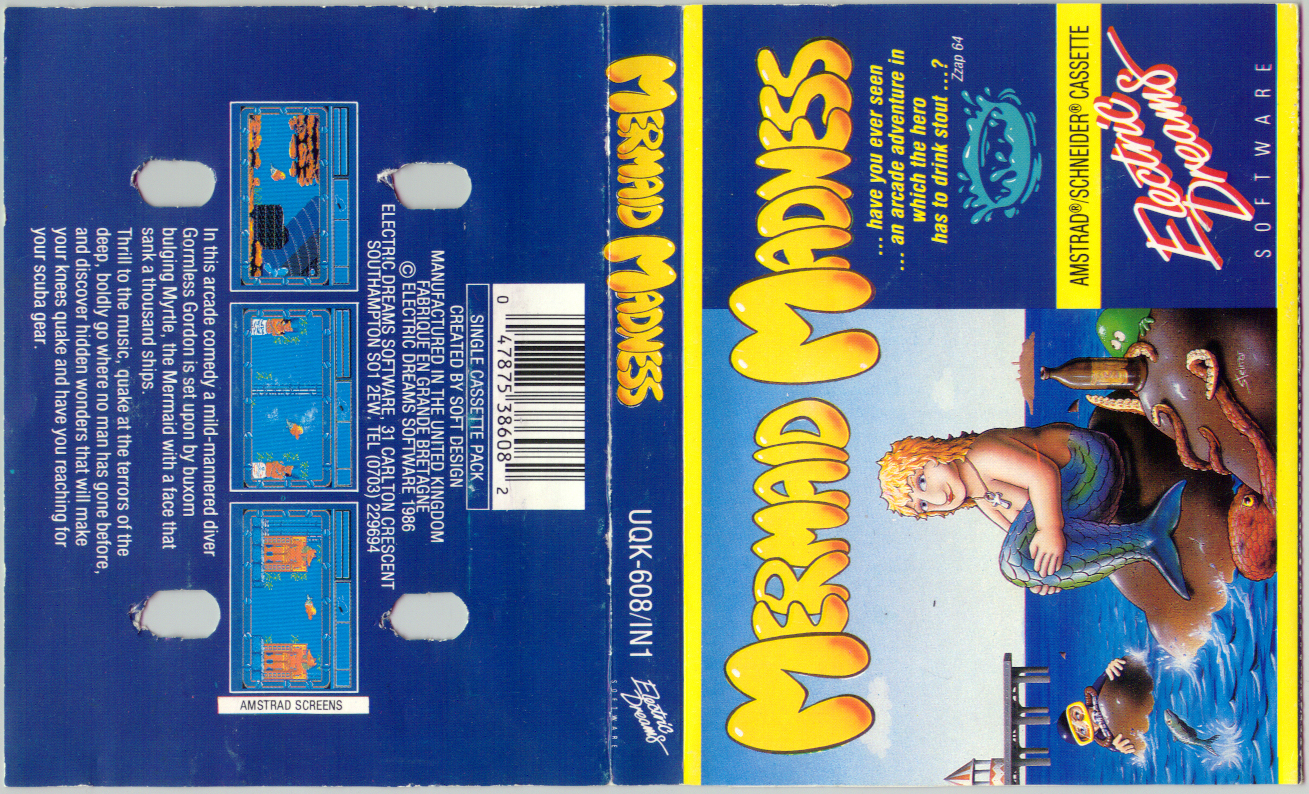 MERMAID MADNESS
... have you ever seen
... an arcade adventure in
which the hero
has to drink stout ...?
Zzap 64
AMSTRAD®/SCHNEIDER® CASSETTE
Electric
Dreams
SOFTWARE
Seinzu
MERMAID MADNESS
UQK-608/IN1
Electric
Dreams
SOFTWARE
0 47875 38608 2
SINGLE CASSETTE PACK
CREATED BY SOFT DESIGN
MANUFACTURED IN THE UNITED KINGDOM
FABRIQUE EN GRANDE BRETAGNE
© ELECTRIC DREAMS SOFTWARE 1986
ELECTRIC DREAMS SOFTWARE, 31 CARLTON CRESCENT
SOUTHAMPTON SO1 2EW. TEL (0703) 229694
AMSTRAD SCREENS
In this arcade comedy a mild-mannered diver
Gormless Gordon is set upon by buxom
bulging Myrtle, the Mermaid with a face that
sank a thousand ships.
Thrill to the music, quake at the terrors of the
deep, boldly go where no man has gone before,
and discover hidden wonders that will make
your knees quake and have you reaching for
your scuba gear.